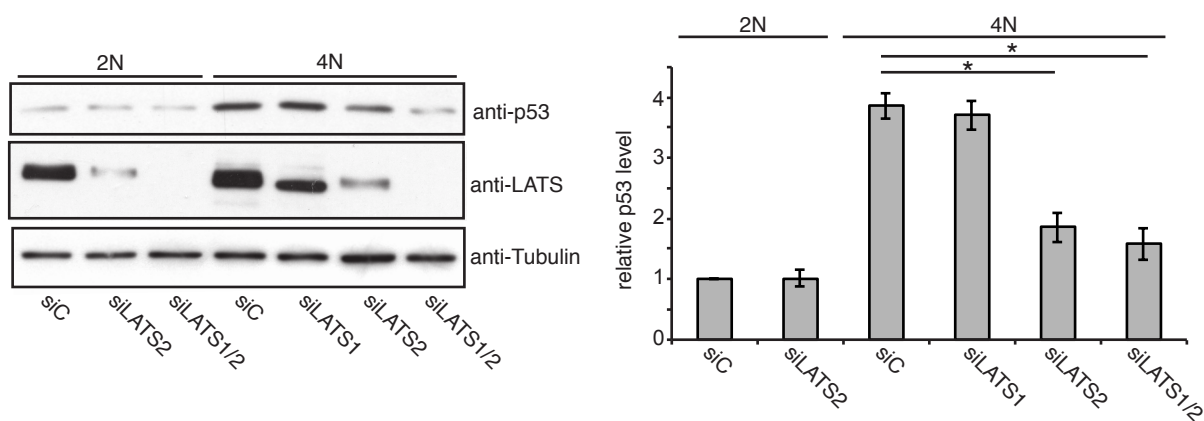 2N 4N
anti-p53
anti-LATS
anti-Tubulin
siC siLATS2 siLATS1/2 siC siLATS1 siLATS2 siLATS1/2
2N 4N
*
*
relative p53 level
4
3
2
1
0
siC siLATS2 siC siLATS1 siLATS2 siLATS1/2